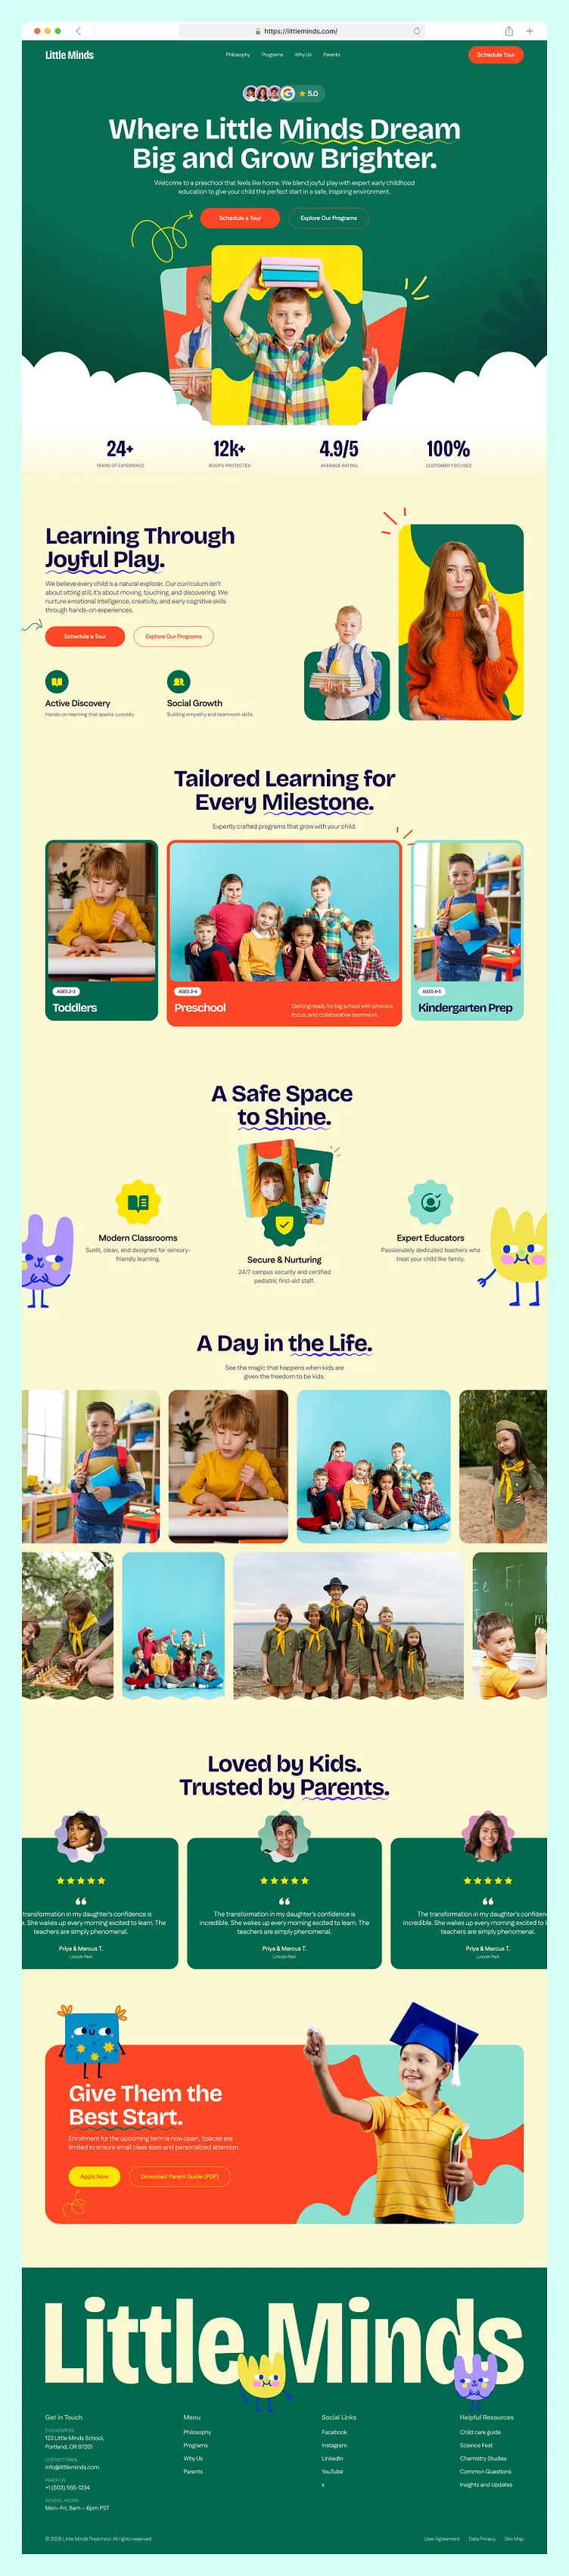 https://littleminds.com/
Little Minds
Philosophy
Programs
Why Us
Parents
Schedule Tour
5.0
Where Little Minds Dream
Big and Grow Brighter.
Welcome to a preschool that feels like home. We blend joyful play with expert early childhood
education to give your child the perfect start in a safe, inspiring environment.
Schedule a Tour
Explore Our Programs
24+
YEARS OF EXPERIENCE
12k+
ROOFS PROTECTED
4.9/5
AVERAGE RATING
100%
CUSTOMER FOCUSED
Learning Through
Joyful Play.
We believe every child is a natural explorer. Our curriculum isn't
about sitting still; it's about moving, touching, and discovering. We
nurture emotional intelligence, creativity, and early cognitive skills
through hands-on experiences.
Schedule a Tour
Explore Our Programs
Active Discovery
Hands-on learning that sparks curiosity.
Social Growth
Building empathy and teamwork skills.
Tailored Learning for
Every Milestone.
Expertly crafted programs that grow with your child.
AGES 2-3
Toddlers
AGES 3-4
Preschool
Getting ready for big school with phonics,
focus, and collaborative teamwork.
AGES 4-5
Kindergarten Prep
A Safe Space
to Shine.
Modern Classrooms
Sunlit, clean, and designed for sensory-
friendly learning.
Secure & Nurturing
24/7 campus security and certified
pediatric first-aid staff.
Expert Educators
Passionately dedicated teachers who
treat your child like family.
A Day in the Life.
See the magic that happens when kids are
given the freedom to be kids.
Loved by Kids.
Trusted by Parents.
transformation in my daughter's confidence is
e. She wakes up every morning excited to learn. The
teachers are simply phenomenal.
Priya & Marcus T.
Lincoln Park
The transformation in my daughter's confidence is
incredible. She wakes up every morning excited to learn. The
teachers are simply phenomenal.
Priya & Marcus T.
Lincoln Park
The transformation in my daughter's confiden
incredible. She wakes up every morning excited to l
teachers are simply phenomenal.
Priya & Marcus T.
Lincoln Park
Give Them the
Best Start.
Enrollment for the upcoming term is now open. Spaces are
limited to ensure small class sizes and personalized attention.
Apply Now
Download Parent Guide (PDF)
Little Minds
Get in Touch
OUR ADDRESS
123 Little Minds School,
Portland, OR 97201
CONTACT EMAIL
info@littleminds.com
REACH US
+1 (503) 555-1234
SCHOOL HOURS
Mon–Fri, 9am – 6pm PST
Menu
Philosophy
Programs
Why Us
Parents
Social Links
Facebook
Instagram
LinkedIn
YouTube
x
Helpful Resources
Child care guide
Science Fest
Chemistry Studies
Common Questions
Insights and Updates
© 2026 Little Minds Preschool. All rights reserved
User Agreement
Data Privacy
Site Map